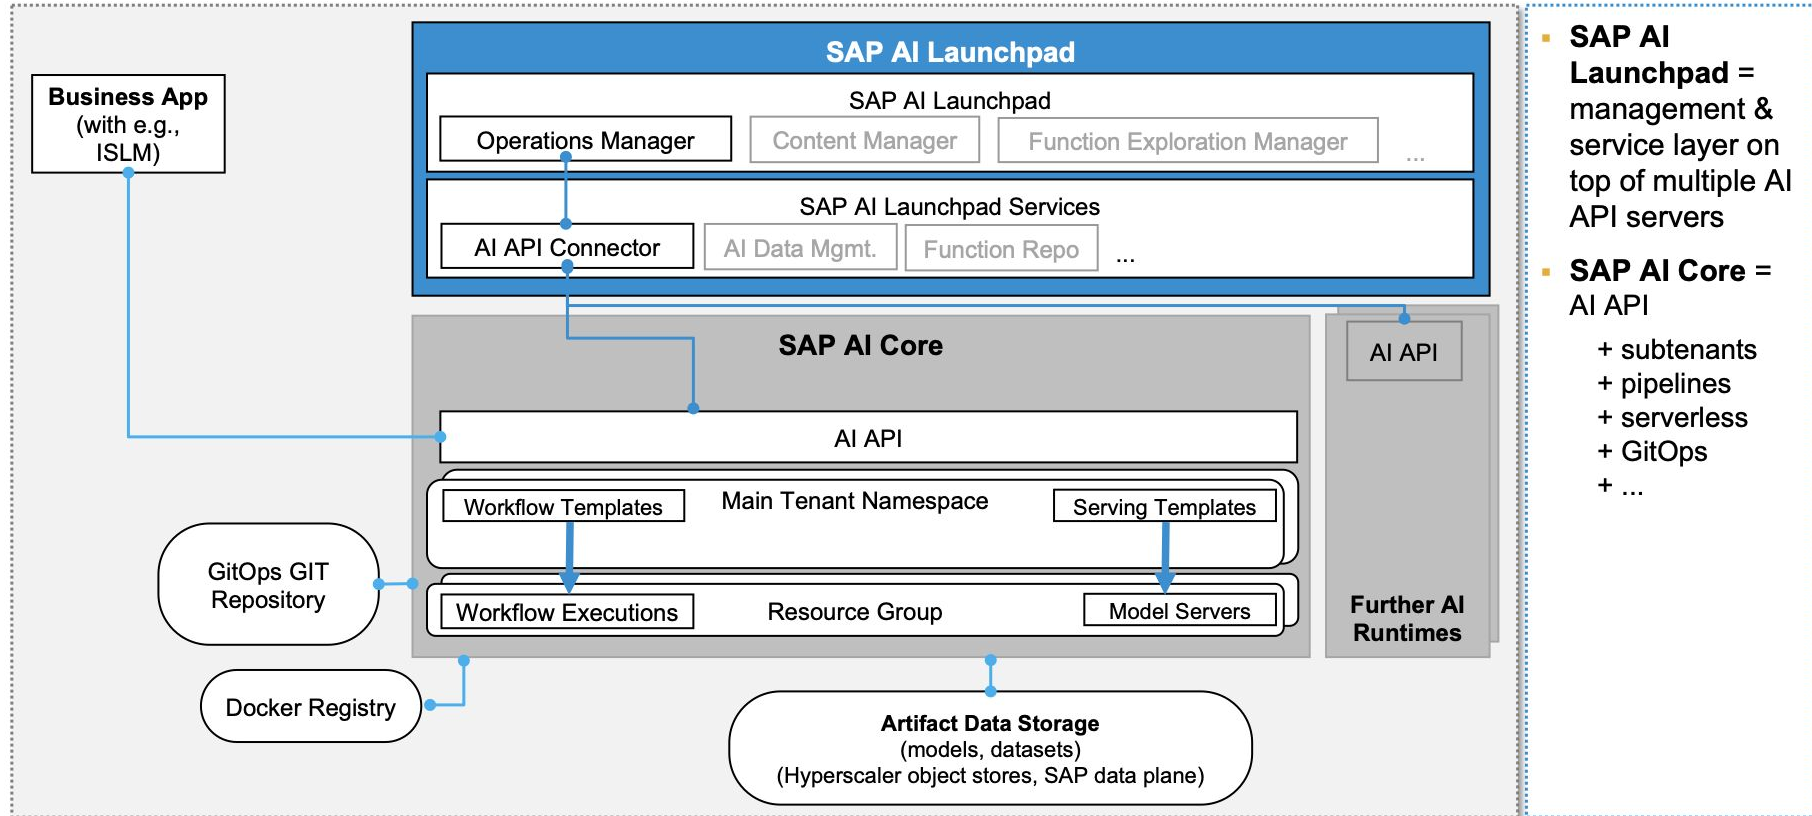 SAP AI Launchpad
SAP AI Launchpad
Operations Manager
Content Manager
Function Exploration Manager
...
SAP AI Launchpad Services
AI API Connector
AI Data Mgmt.
Function Repo
...
Business App
(with e.g.,
ISLM)
SAP AI Core
AI API
AI API
Workflow Templates
Main Tenant Namespace
Serving Templates
Workflow Executions
Resource Group
Model Servers
Further AI
Runtimes
GitOps GIT
Repository
Docker Registry
Artifact Data Storage
(models, datasets)
(Hyperscaler object stores, SAP data plane)
▪ SAP AI
Launchpad =
management &
service layer on
top of multiple AI
API servers
▪ SAP AI Core =
AI API
+ subtenants
+ pipelines
+ serverless
+ GitOps
+ ...